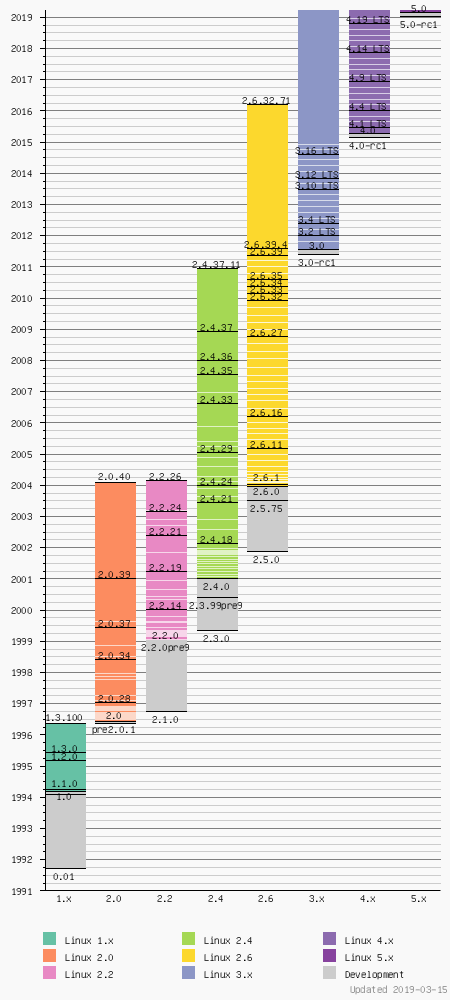 2019 4.19 LTS 5.0
5.0-rc1
2018 4.14 LTS
2017 4.9 LTS
2016 2.6.32.71 4.4 LTS
4.1 LTS
4.0
2015 3.16 LTS 4.0-rc1
2014 3.12 LTS
3.10 LTS
2013 3.4 LTS
3.2 LTS
2012 2.6.39.4 3.0
2.6.39
2011 2.4.37.11 3.0-rc1
2.6.35
2.6.34
2.6.33
2010 2.6.32
2009 2.4.37 2.6.27
2008 2.4.36
2.4.35
2007 2.4.33
2006 2.6.16
2005 2.4.29 2.6.11
2004 2.0.40 2.2.26 2.4.24 2.6.1
2.6.0
2.4.21
2003 2.2.24 2.5.75
2.2.21
2002 2.4.18
2.5.0
2001 2.0.39 2.2.19 2.4.0
2000 2.2.14 2.3.99pre9
1999 2.0.37 2.2.0 2.3.0
2.2.0pre9
1998 2.0.34
1997 2.0.28
2.0
1.3.100 2.1.0
pre2.0.1
1996
1.3.0
1.2.0
1995
1.1.0
1994 1.0
1993
1992
0.01
1991
1.x 2.0 2.2 2.4 2.6 3.x 4.x 5.x
Linux 1.x Linux 2.4 Linux 4.x
Linux 2.0 Linux 2.6 Linux 5.x
Linux 2.2 Linux 3.x Development
Updated 2019-03-15